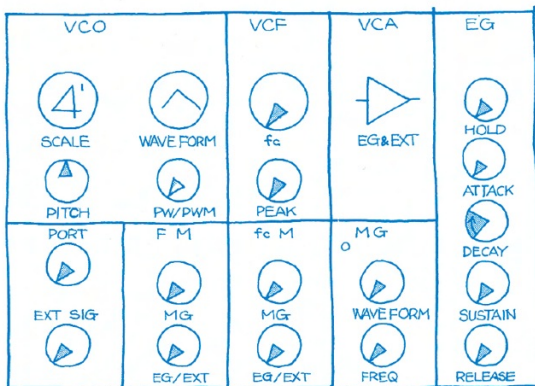 VCO
VCF
VCA
EG
4'
SCALE
WAVE FORM
fc
EG&EXT
HOLD
PITCH
PW/PWM
PEAK
ATTACK
PORT
F M
fc M
MG
DECAY
EXT SIG
MG
MG
WAVE FORM
SUSTAIN
EG/EXT
EG/EXT
FREQ
RELEASE